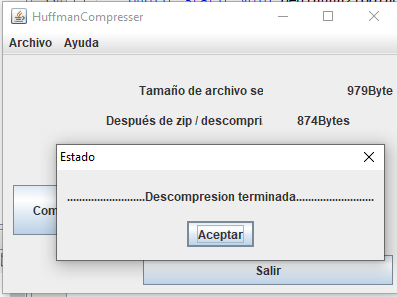 HuffmanCompresser
Archivo Ayuda
Tamaño de archivo se 979Byte
Después de zip / descompri 874Bytes
Estado
..........................Descompresion terminada..........................
Aceptar
Com
Salir